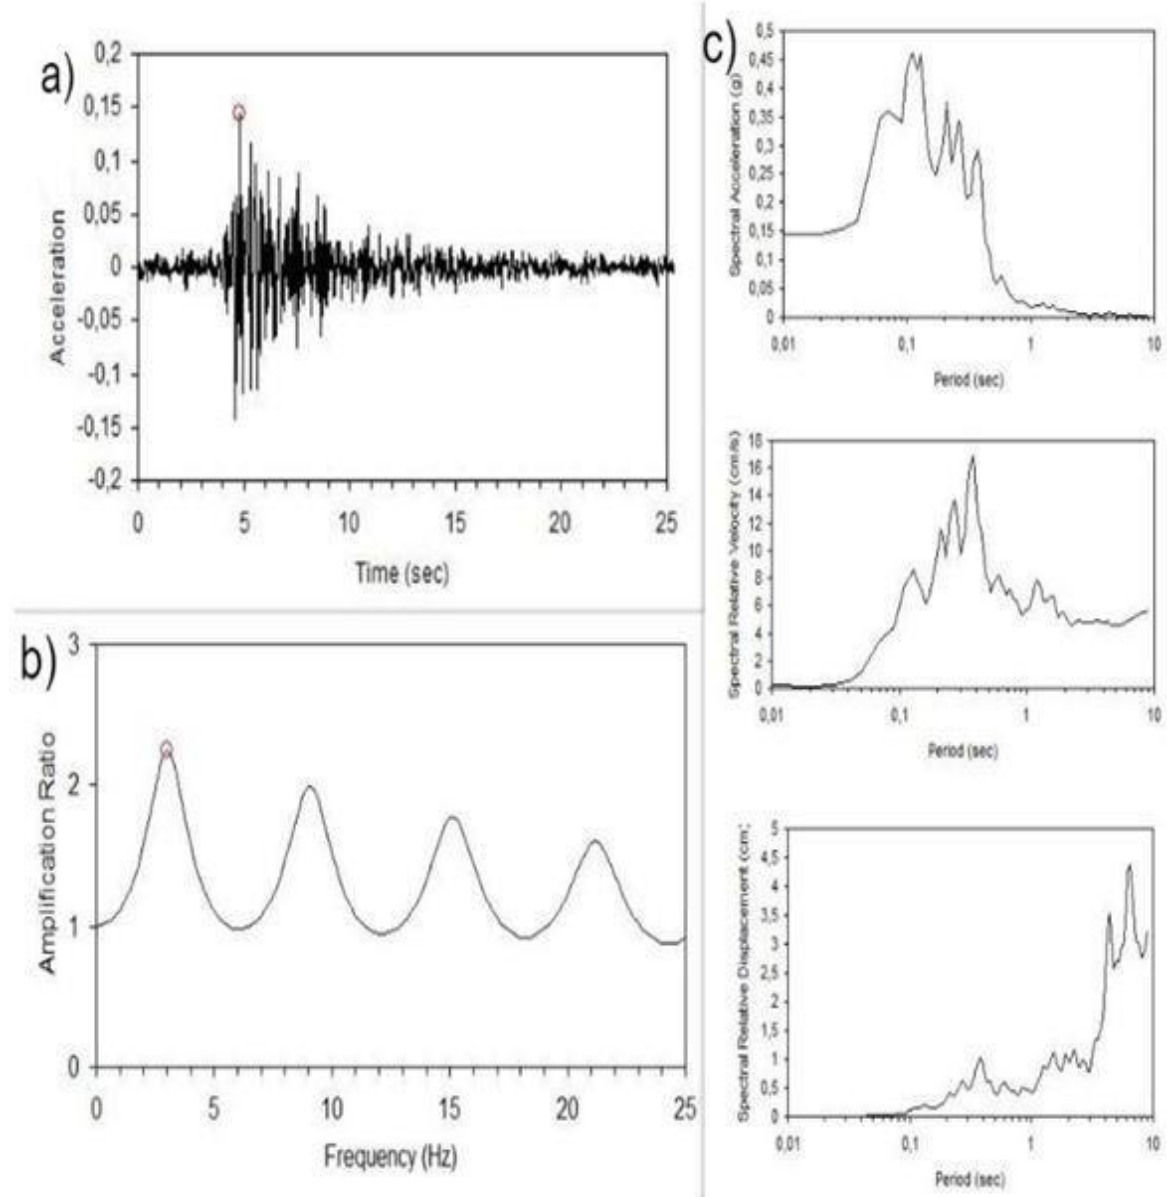 a)
0,2
0,15
0,1
0,05
0
-0,05
-0,1
-0,15
-0,2
Acceleration
0 5 10 15 20 25
Time (sec)
b)
3
2
1
0
Amplification Ratio
0 5 10 15 20 25
Frequency (Hz)
c)
0,5
0,45
0,4
0,35
0,3
0,25
0,2
0,15
0,1
0,05
0
Spectral Acceleration (g)
0,01 0,1 1 10
Period (sec)
18
16
14
12
10
8
6
4
2
0
Spectral Relative Velocity (cm/s)
0,01 0,1 1 10
Period (sec)
5
4,5
4
3,5
3
2,5
2
1,5
1
0,5
0
Spectral Relative Displacement (cm
0,01 0,1 1 10
Period (sec)